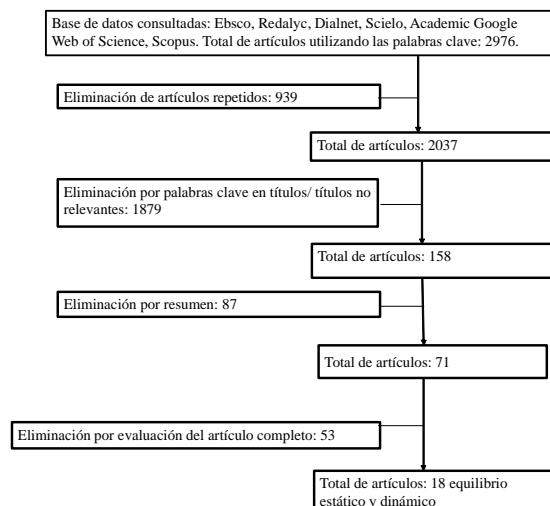 Base de datos consultadas: Ebsco, Redalyc, Dialnet, Scielo, Academic Google
Web of Science, Scopus. Total de artículos utilizando las palabras clave: 2976.
Eliminación de artículos repetidos: 939
Total de artículos: 2037
Eliminación por palabras clave en títulos/ títulos no
relevantes: 1879
Total de artículos: 158
Eliminación por resumen: 87
Total de artículos: 71
Eliminación por evaluación del artículo completo: 53
Total de artículos: 18 equilibrio
estático y dinámico